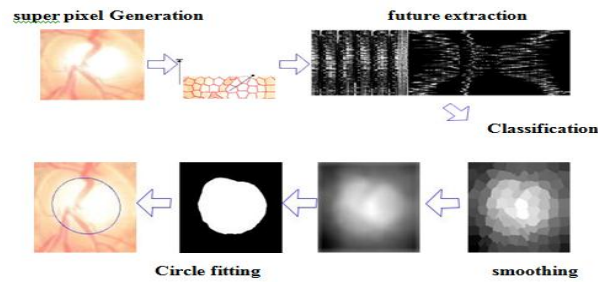 super pixel Generation
future extraction
Classification
Circle fitting
smoothing